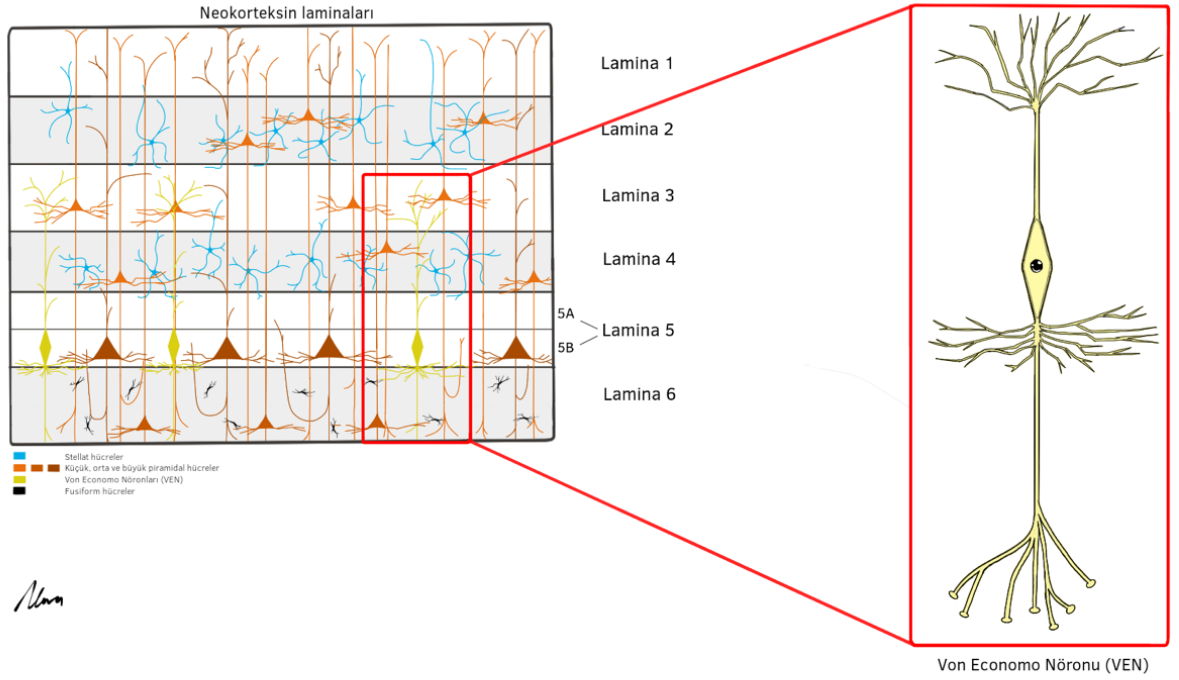 Neokorteksin laminaları
Lamina 1
Lamina 2
Lamina 3
Lamina 4
5A
Lamina 5
5B
Lamina 6
Stellat hücreler
Küçük, orta ve büyük piramidal hücreler
Von Economo Nöronları (VEN)
Fusiform hücreler
Von Economo Nöronu (VEN)